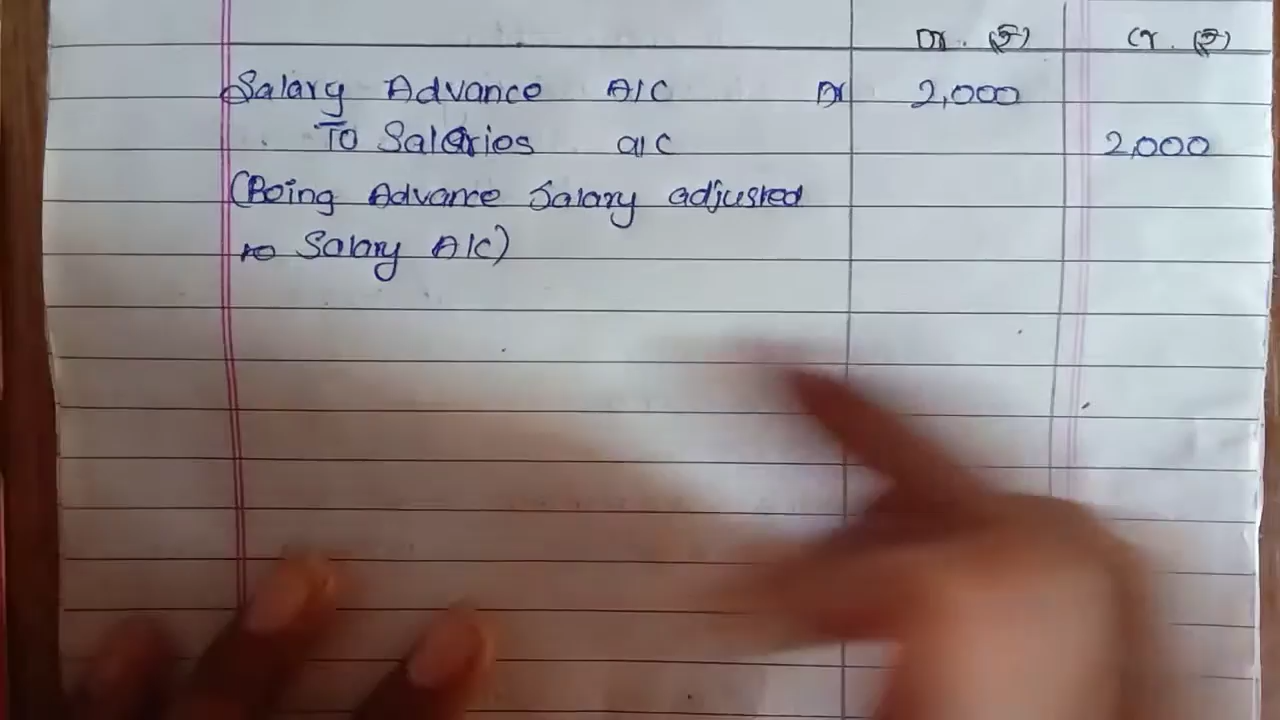 Dr. (₹) Cr. (₹)
Salary Advance A/C Dr 2,000
To Salaries a/c 2,000
(Being Advance Salary adjusted
to Salary A/C)